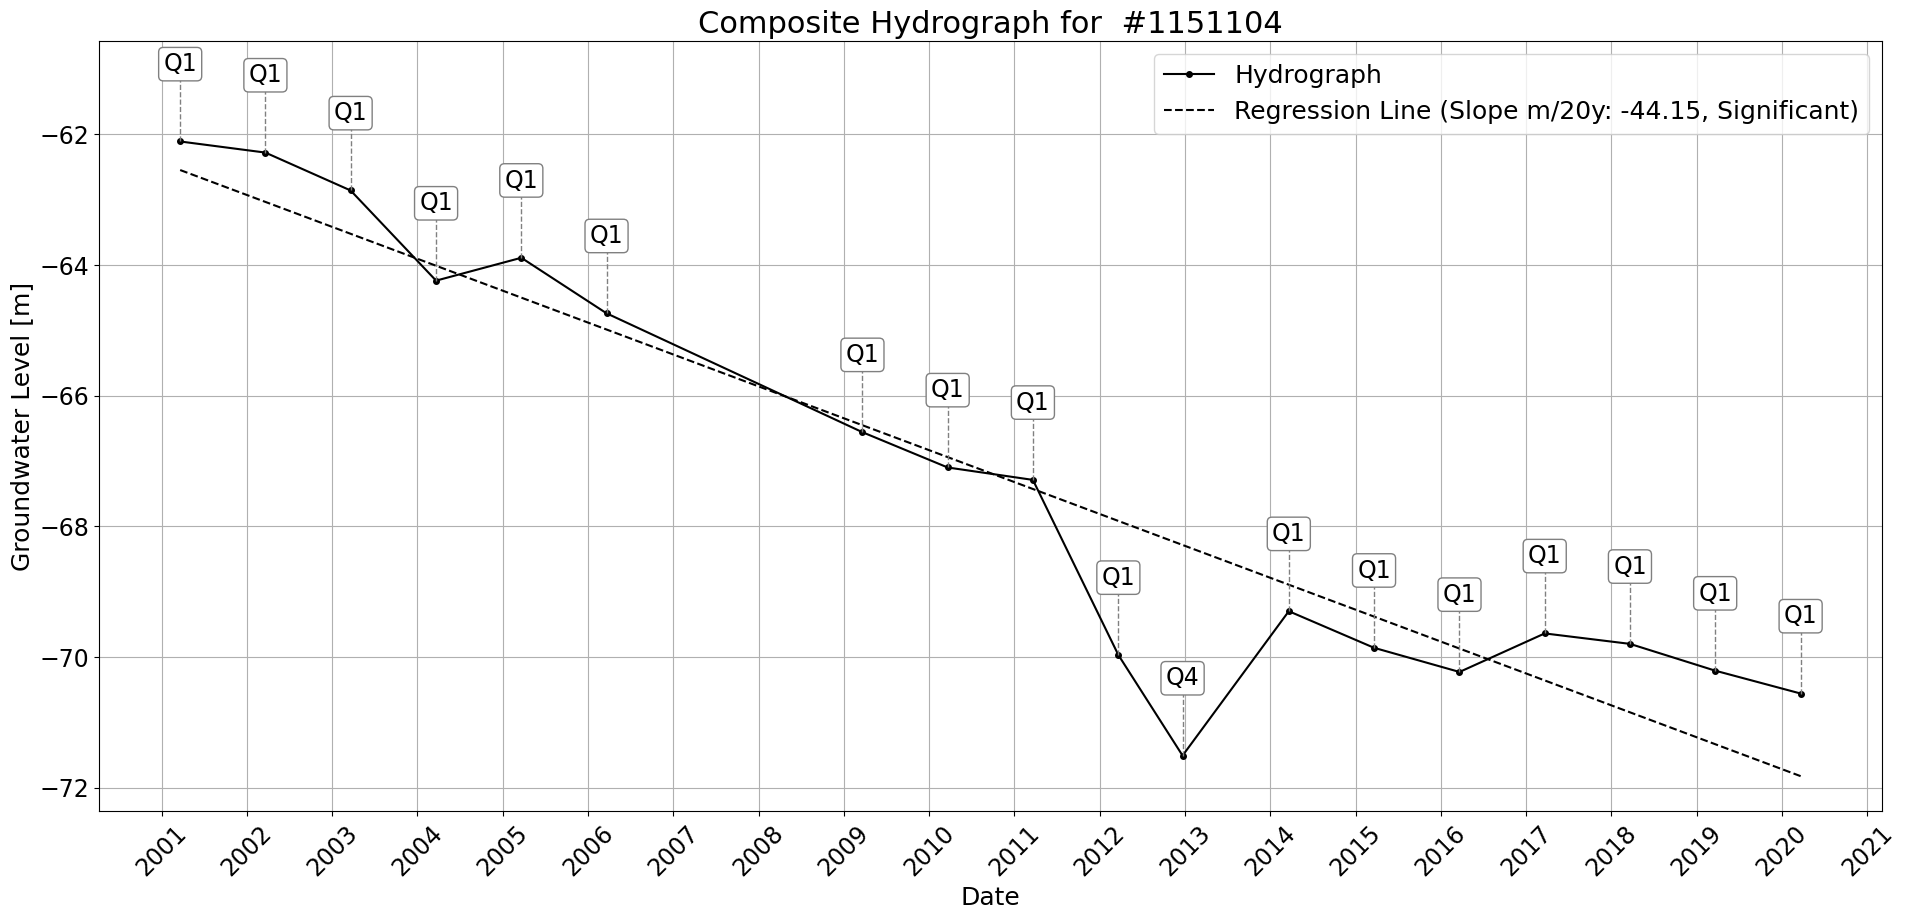 Composite Hydrograph for  #1151104
Hydrograph
Regression Line (Slope m/20y: -44.15, Significant)
Q1
Q1
Q1
Q1
Q1
Q1
Q1
Q1
Q1
Q1
Q4
Q1
Q1
Q1
Q1
Q1
Q1
Q1
Groundwater Level [m]
−62
−64
−66
−68
−70
−72
2001
2002
2003
2004
2005
2006
2007
2008
2009
2010
2011
2012
2013
2014
2015
2016
2017
2018
2019
2020
2021
Date